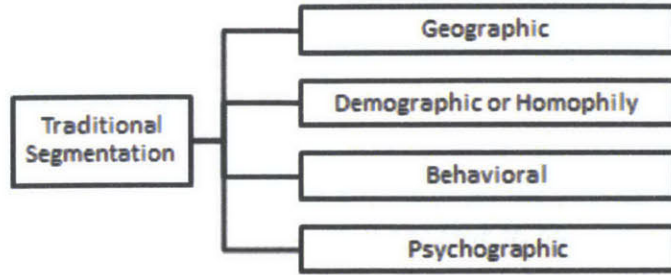 Geographic
Demographic or Homophily
Traditional
Segmentation
Behavioral
Psychographic